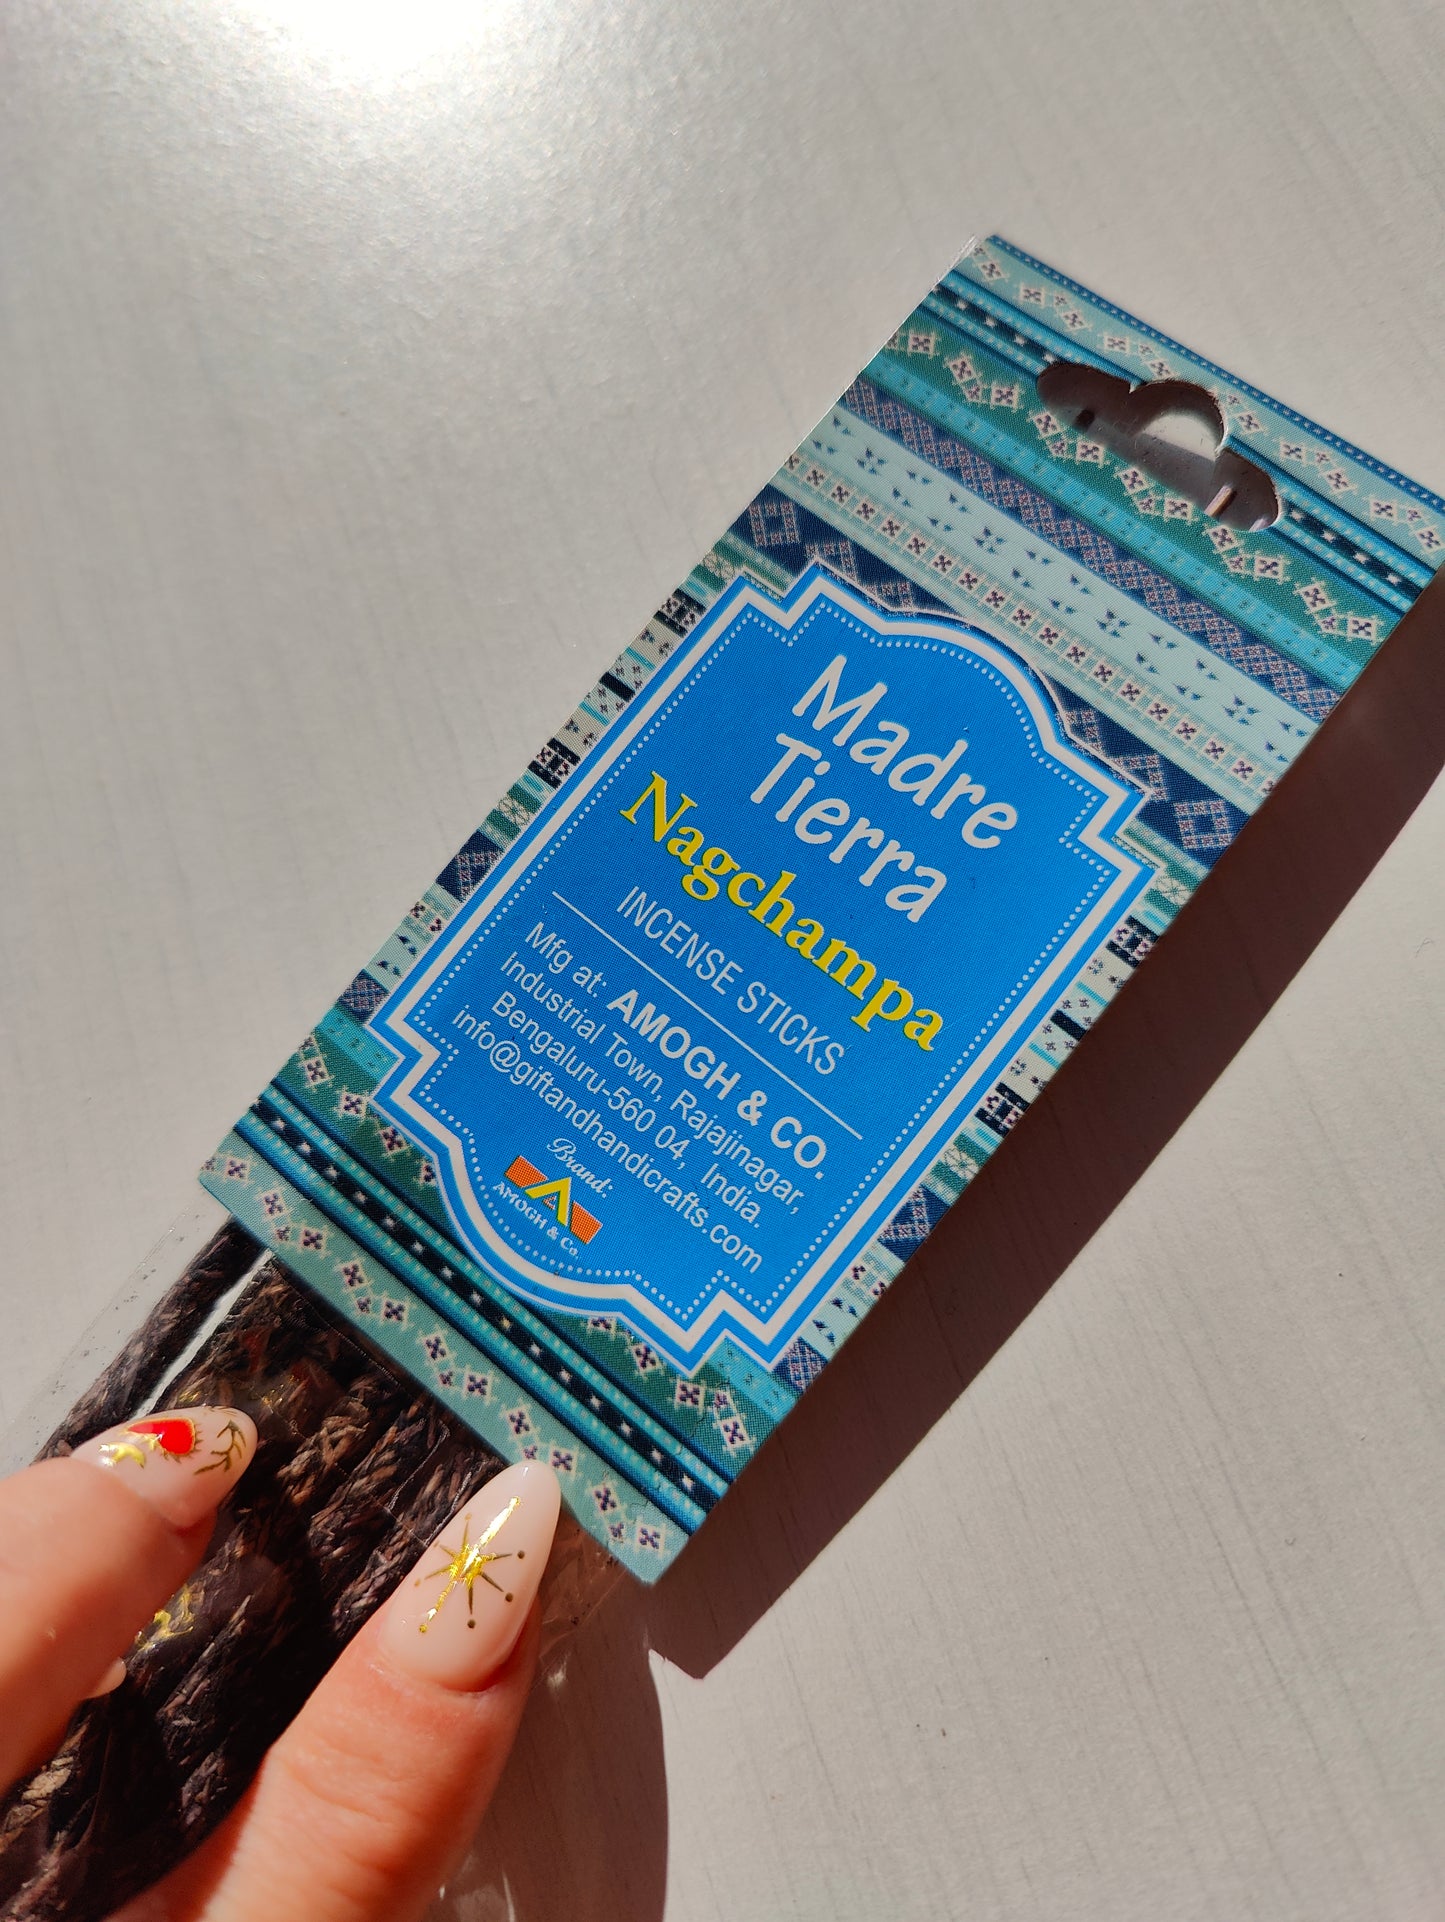 Madre
Tierra
Nagchampa
INCENSE STICKS
Mfg at: AMOGH & CO.
Industrial Town, Rajajinagar,
Bengaluru-560 04, India.
info@giftandhandicrafts.com
Brand:
AMOGH & Co.